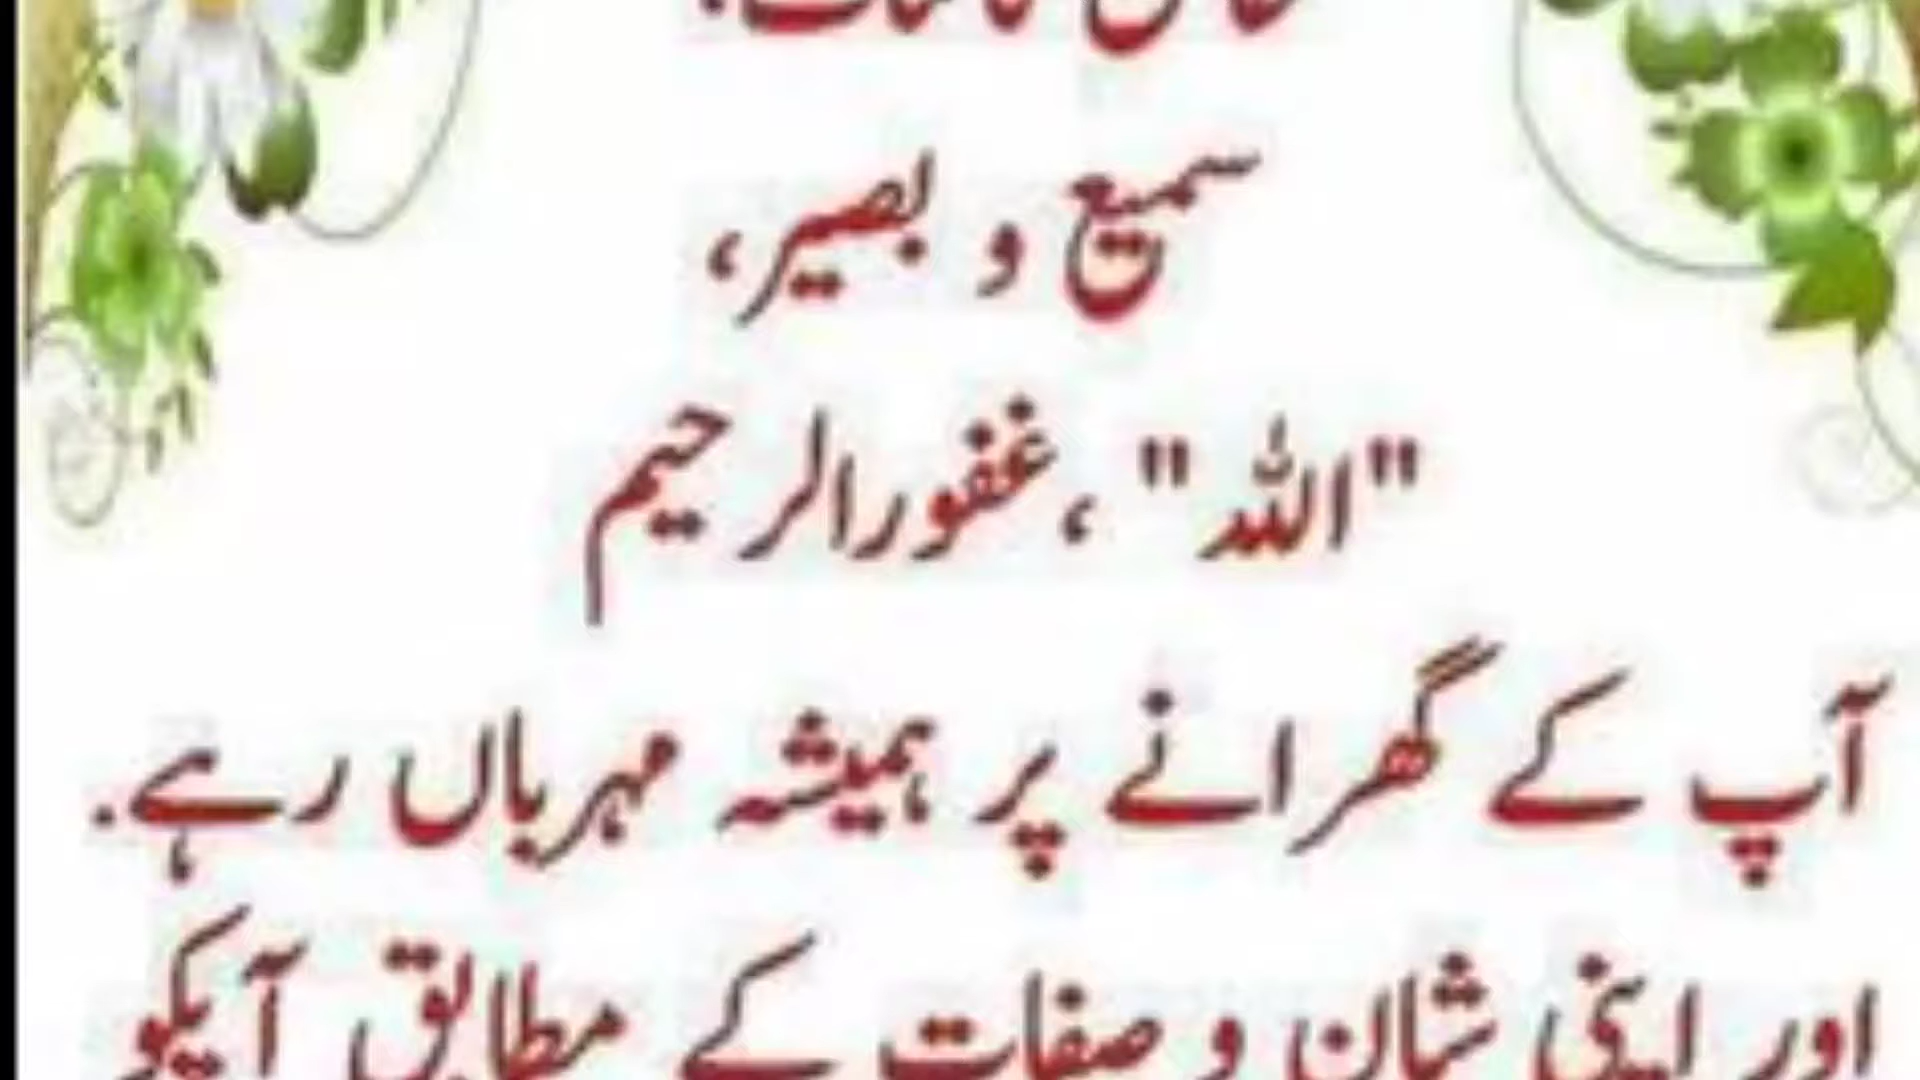 سمیع و بصیر،
"اللہ"، غفورالرحیم
آپ کے گھرانے پر ہمیشہ مہرباں رہے.
اور اپنی شان و صفات کے مطابق آپکو